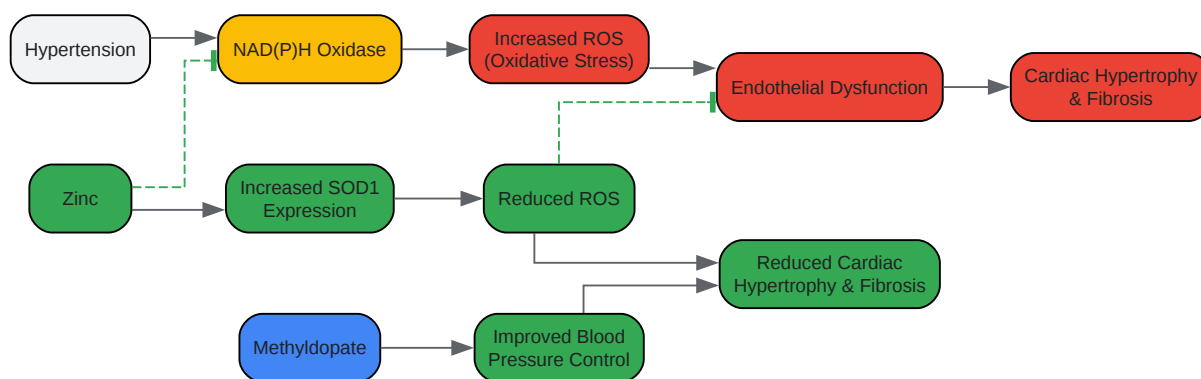 Hypertension
NAD(P)H Oxidase
Increased ROS
(Oxidative Stress)
Endothelial Dysfunction
Cardiac Hypertrophy
& Fibrosis
Zinc
Increased SOD1
Expression
Reduced ROS
Reduced Cardiac
Hypertrophy & Fibrosis
Methyldopate
Improved Blood
Pressure Control